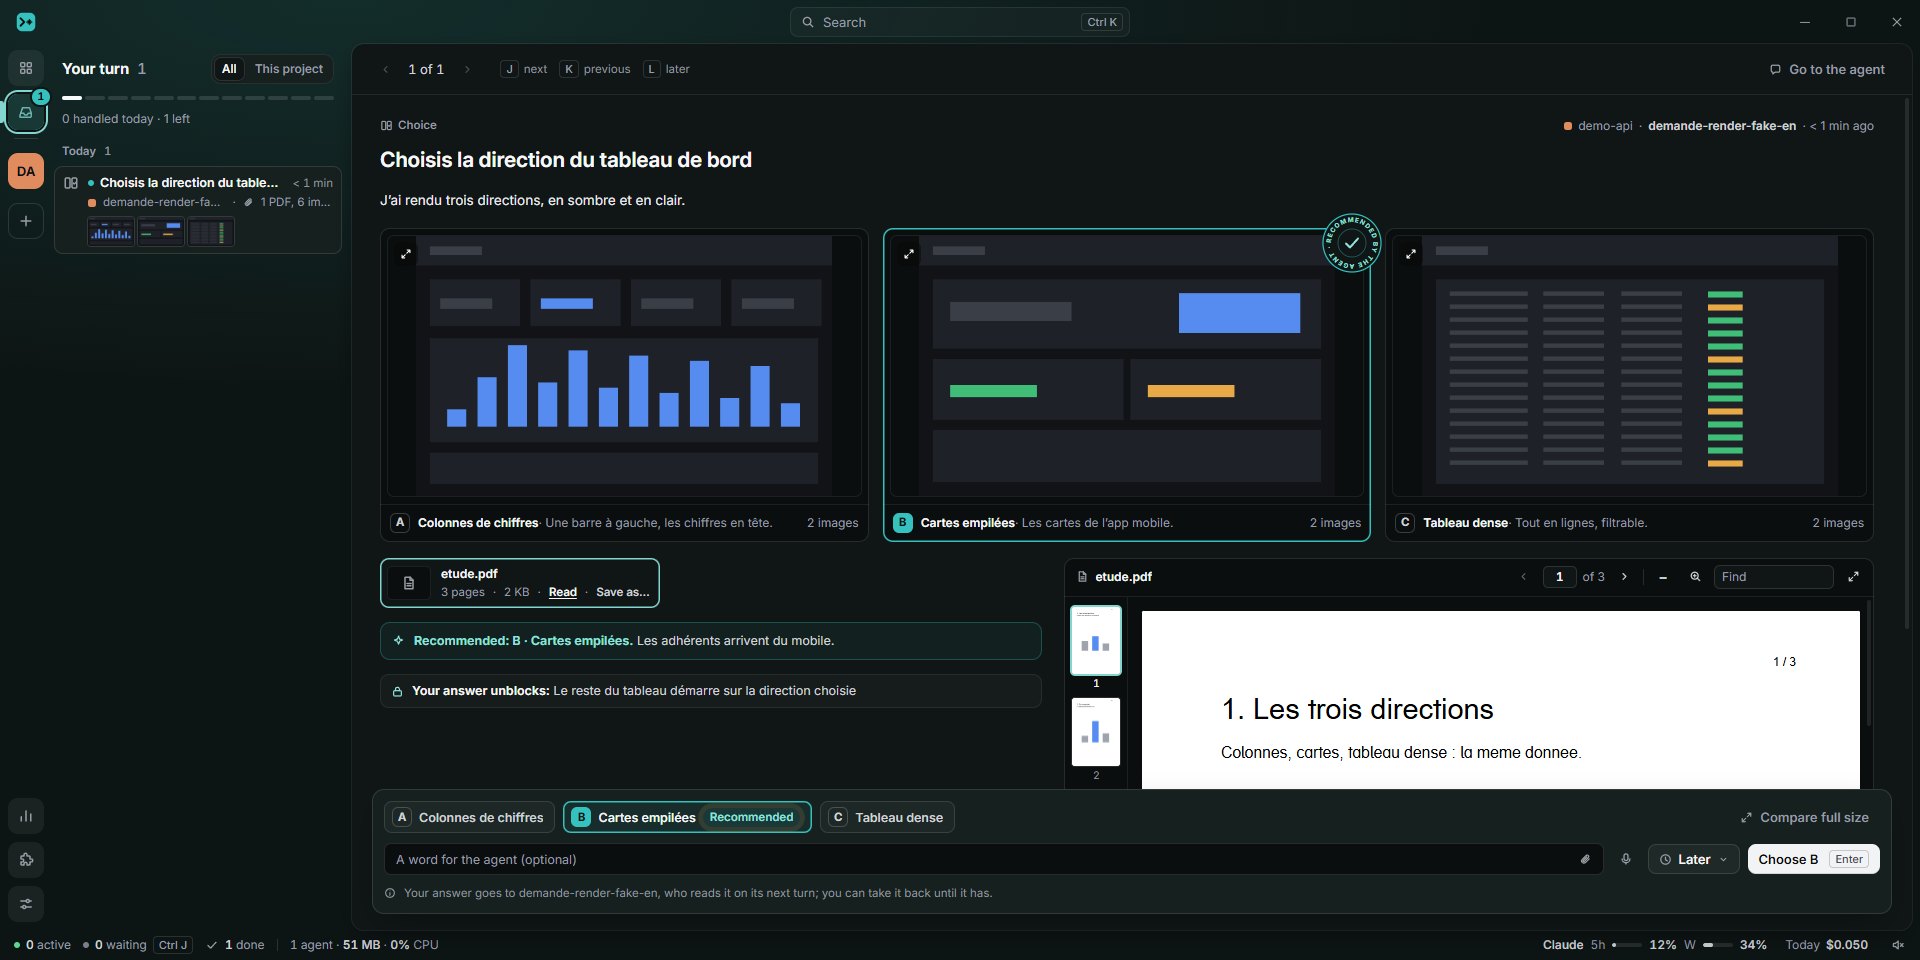 Search
Ctrl K
Your turn 1
All
This project
1 of 1
J next
K previous
L later
Go to the agent
1
0 handled today · 1 left
Today 1
DA
Choisis la direction du table... < 1 min
demande-render-fa... · 1 PDF, 6 im...
Choice
demo-api · demande-render-fake-en · < 1 min ago
Choisis la direction du tableau de bord
J'ai rendu trois directions, en sombre et en clair.
RECOMMENDED BY THE AGENT ·
A Colonnes de chiffres · Une barre à gauche, les chiffres en tête. 2 images
B Cartes empilées · Les cartes de l'app mobile. 2 images
C Tableau dense · Tout en lignes, filtrable. 2 images
etude.pdf
3 pages · 2 KB · Read · Save as...
Recommended: B · Cartes empilées. Les adhérents arrivent du mobile.
Your answer unblocks: Le reste du tableau démarre sur la direction choisie
etude.pdf
1 of 3
Find
1
2
1 / 3
1. Les trois directions
Colonnes, cartes, tableau dense : la meme donnee.
A Colonnes de chiffres
B Cartes empilées Recommended
C Tableau dense
Compare full size
A word for the agent (optional)
Later
Choose B Enter
Your answer goes to demande-render-fake-en, who reads it on its next turn; you can take it back until it has.
0 active 0 waiting Ctrl J 1 done 1 agent · 51 MB · 0% CPU
Claude 5h 12% W 34% Today $0.050